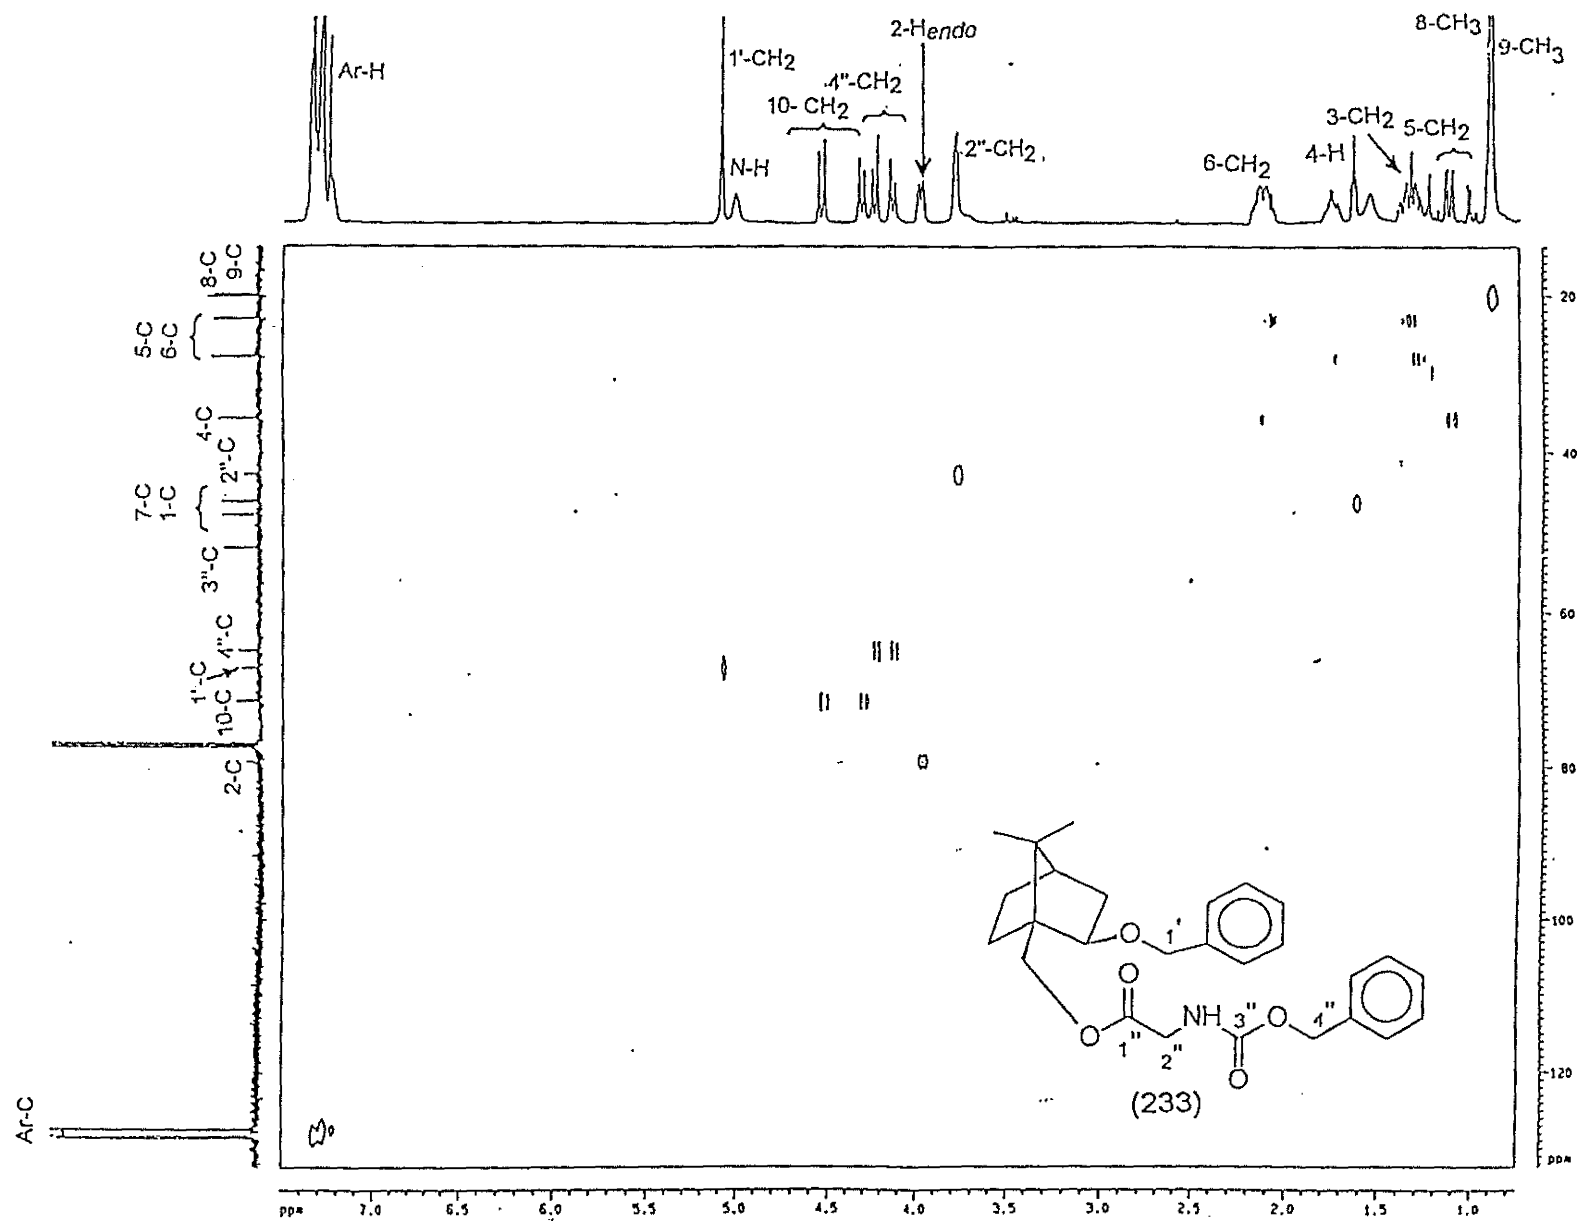 Ar-H
1'-CH2
N-H
10- CH2
4"-CH2
2-Hendo
2"-CH2
6-CH2
4-H
3-CH2
5-CH2
8-CH3
9-CH3
8-C
9-C
5-C
6-C
4-C
2"-C
7-C
1-C
3"-C
4"-C
1'-C
10-C
2-C
Ar-C
20
40
60
80
100
120
PPM
O
1'
O
O
1"
2"
NH
3"
O
O
4"
(233)
PPM 7.0 6.5 6.0 5.5 5.0 4.5 4.0 3.5 3.0 2.5 2.0 1.5 1.0